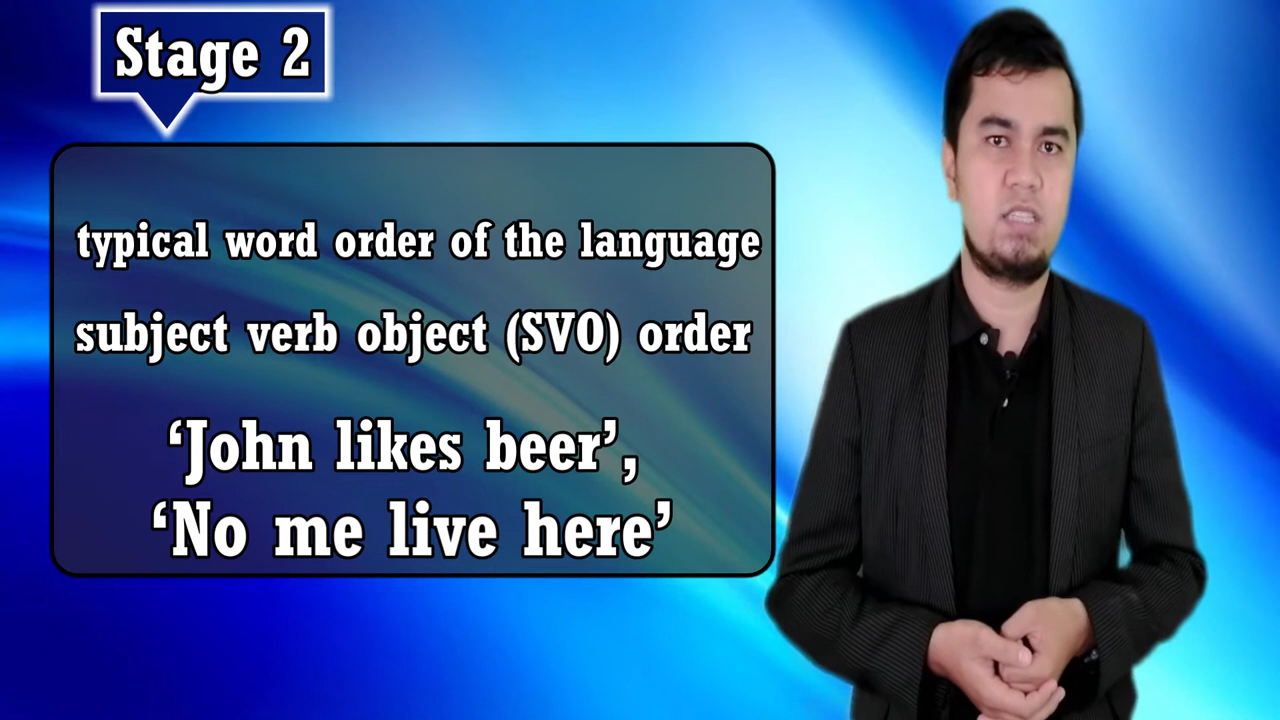 Stage 2
typical word order of the language
subject verb object (SVO) order
‘John likes beer’,
‘No me live here’